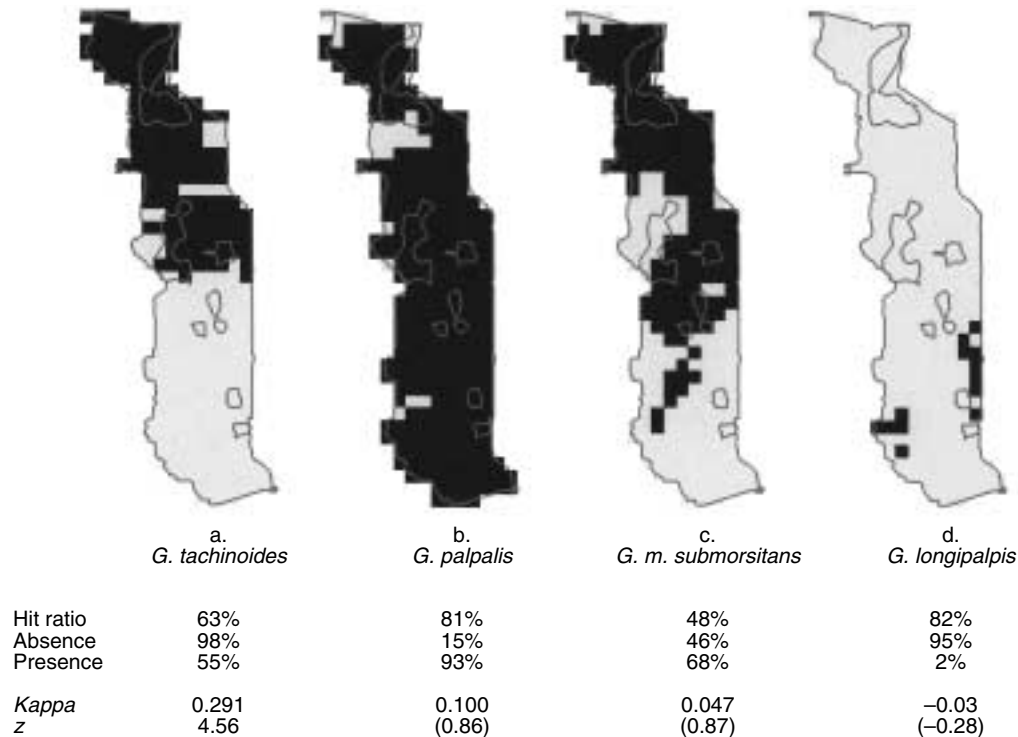 a. b. c. d.
G. tachinoides G. palpalis G. m. submorsitans G. longipalpis
Hit ratio 63% 81% 48% 82%
Absence 98% 15% 46% 95%
Presence 55% 93% 68% 2%
Kappa 0.291 0.100 0.047 –0.03
z 4.56 (0.86) (0.87) (–0.28)